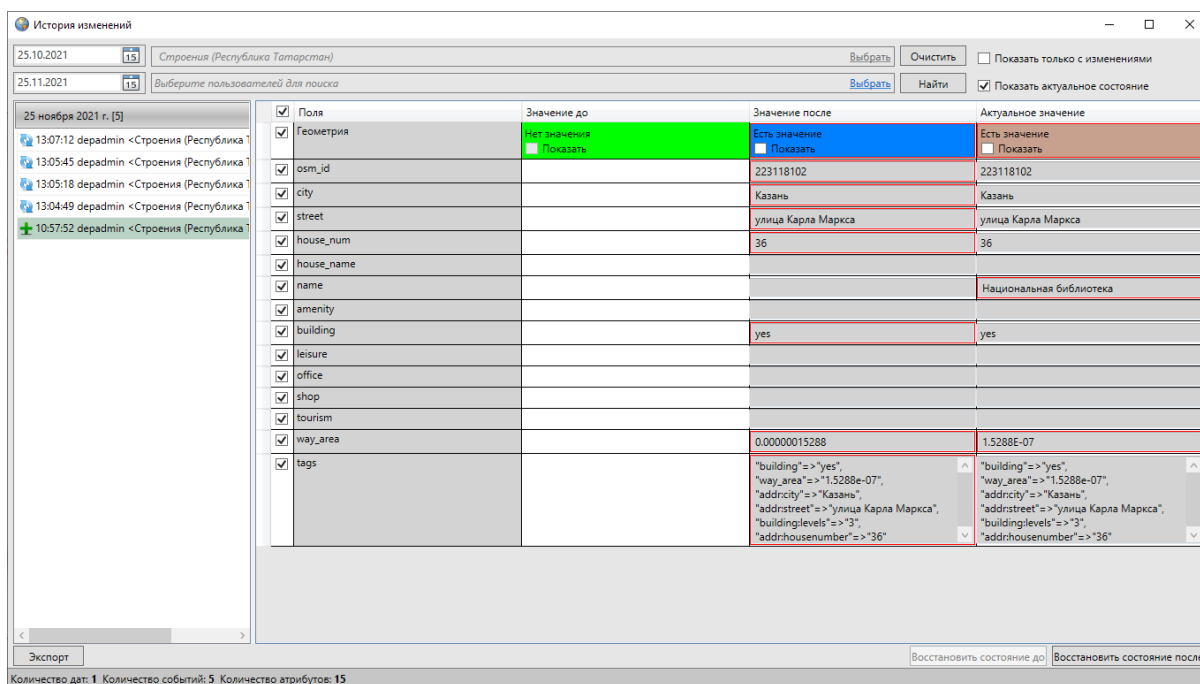 История изменений
25.10.2021 15 Строения (Республика Татарстан) Выбрать Очистить Показать только с изменениями
25.11.2021 15 Выберите пользователей для поиска Выбрать Найти Показать актуальное состояние
25 ноября 2021 г. [5]
13:07:12 depadmin <Строения (Республика
13:05:45 depadmin <Строения (Республика
13:05:18 depadmin <Строения (Республика
13:04:49 depadmin <Строения (Республика
10:57:52 depadmin <Строения (Республика
Поля Значение до Значение после Актуальное значение
Геометрия Нет значения Есть значение Есть значение
Показать Показать Показать
osm_id 223118102 223118102
city Казань Казань
street улица Карла Маркса улица Карла Маркса
house_num 36 36
house_name
name Национальная библиотека
amenity
building yes yes
leisure
office
shop
tourism
way_area 0.00000015288 1.5288E-07
tags "building"=>"yes", "building"=>"yes",
"way_area"=>"1.5288e-07", "way_area"=>"1.5288e-07",
"addr:city"=>"Казань", "addr:city"=>"Казань",
"addr:street"=>"улица Карла Маркса", "addr:street"=>"улица Карла Маркса",
"building:levels"=>"3", "building:levels"=>"3",
"addr:housenumber"=>"36" "addr:housenumber"=>"36"
Экспорт Восстановить состояние до Восстановить состояние после
Количество дат: 1 Количество событий: 5 Количество атрибутов: 15